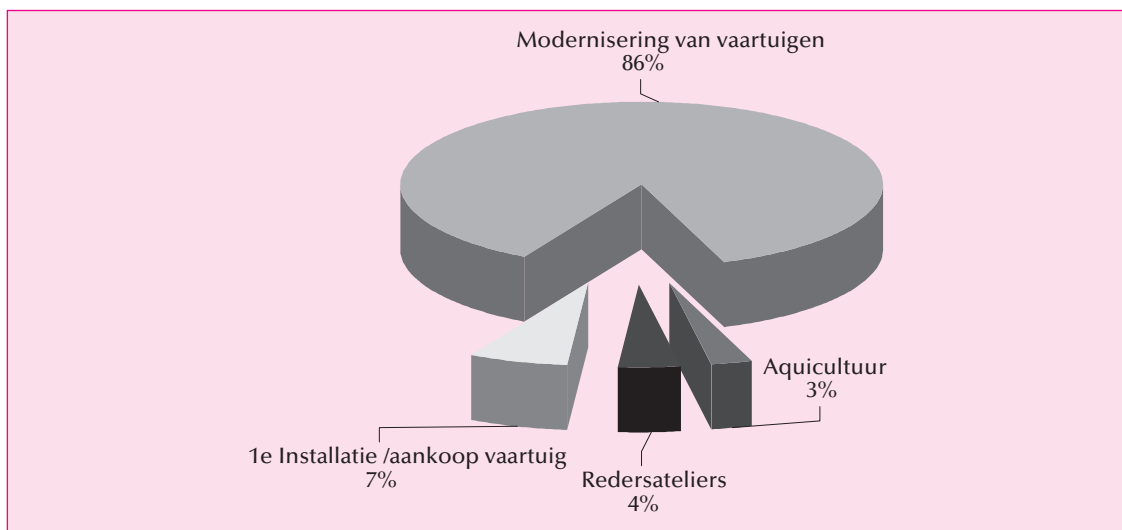 Modernisering van vaartuigen
86%
Aquicultuur
3%
1e Installatie /aankoop vaartuig
7%
Redersateliers
4%